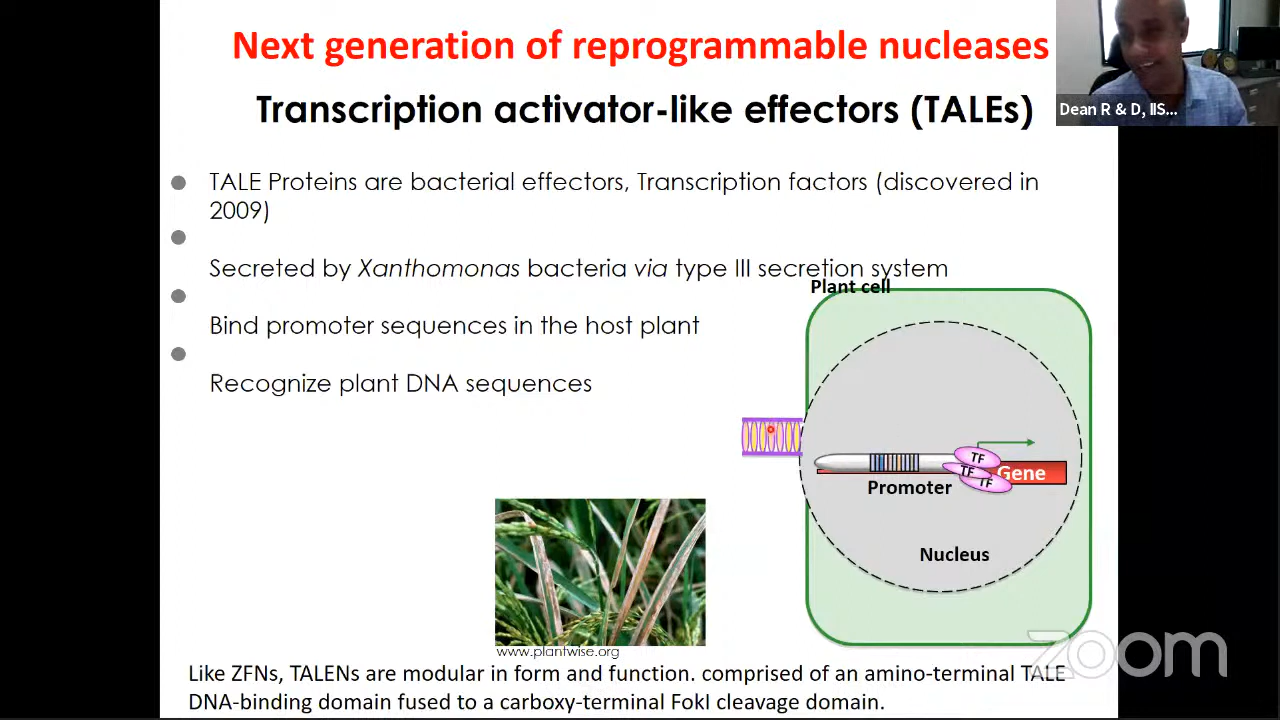 Next generation of reprogrammable nucleases
Transcription activator-like effectors (TALEs)
Dean R & D, IIS...
TALE Proteins are bacterial effectors, Transcription factors (discovered in
2009)
Secreted by Xanthomonas bacteria via type III secretion system
Plant cell
Bind promoter sequences in the host plant
Recognize plant DNA sequences
TF
TF
TF
Gene
Promoter
Nucleus
www.plantwise.org
zoom
Like ZFNs, TALENs are modular in form and function. comprised of an amino-terminal TALE
DNA-binding domain fused to a carboxy-terminal FokI cleavage domain.